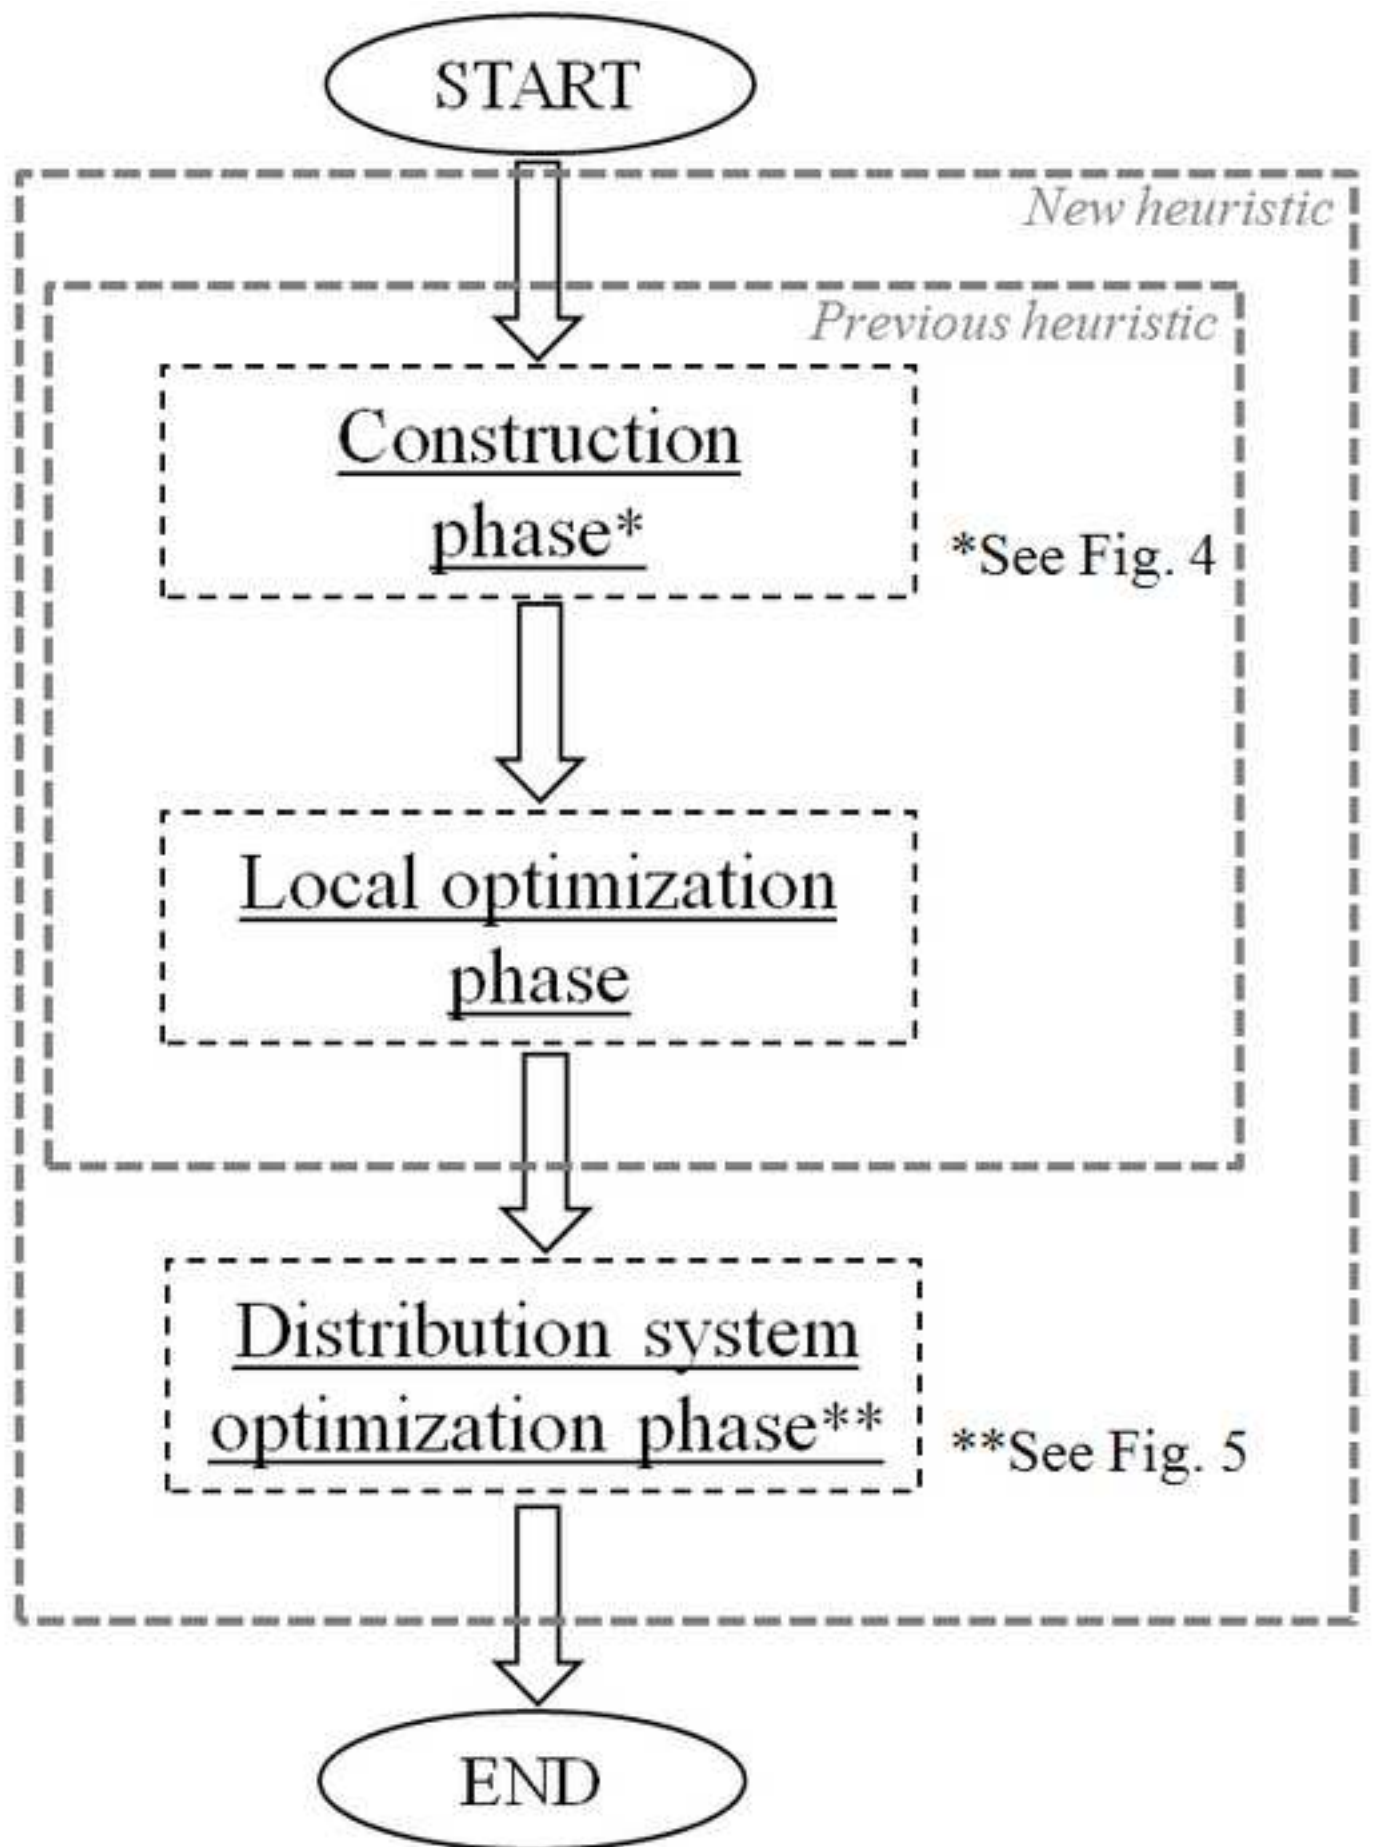 START
New heuristic
Previous heuristic
Construction
phase*
*See Fig. 4
Local optimization
phase
Distribution system
optimization phase**
**See Fig. 5
END